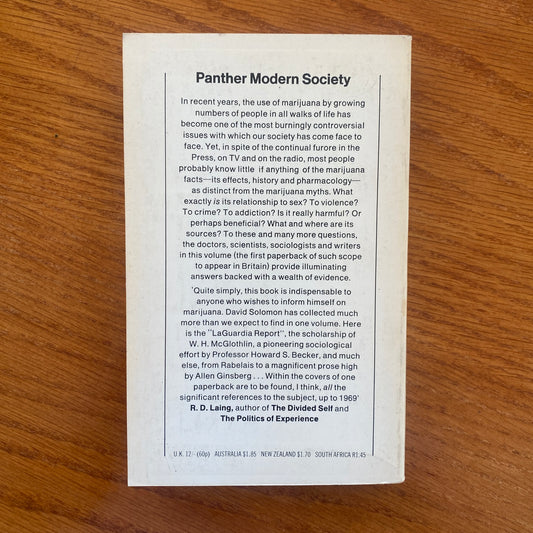 Panther Modern Society
In recent years, the use of marijuana by growing
numbers of people in all walks of life has
become one of the most burningly controversial
issues with which our society has come face to
face. Yet, in spite of the continual furore in the
Press, on TV and on the radio, most people
probably know little if anything of the marijuana
facts—its effects, history and pharmacology—
as distinct from the marijuana myths. What
exactly is its relationship to sex? To violence?
To crime? To addiction? Is it really harmful? Or
perhaps beneficial? What and where are its
sources? To these and many more questions,
the doctors, scientists, sociologists and writers
in this volume (the first paperback of such scope
to appear in Britain) provide illuminating
answers backed with a wealth of evidence.
'Quite simply, this book is indispensable to
anyone who wishes to inform himself on
marijuana. David Solomon has collected much
more than we expect to find in one volume. Here
is the "LaGuardia Report", the scholarship of
W. H. McGlothlin, a pioneering sociological
effort by Professor Howard S. Becker, and much
else, from Rabelais to a magnificent prose high
by Allen Ginsberg . . . Within the covers of one
paperback are to be found, I think, all the
significant references to the subject, up to 1969'
R. D. Laing, author of The Divided Self and
The Politics of Experience
U.K. 12/- (60p) AUSTRALIA $1.85 NEW ZEALAND $1.70 SOUTH AFRICA R1.45